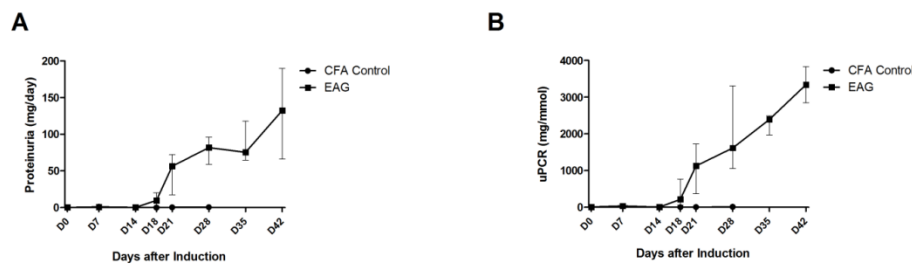 A
Proteinuria (mg/day)
200
150
100
50
0
D0 D7 D14 D18 D21 D28 D35 D42
Days after Induction
CFA Control
EAG
B
uPCR (mg/mmol)
4000
3000
2000
1000
0
D0 D7 D14 D18 D21 D28 D35 D42
Days after Induction
CFA Control
EAG